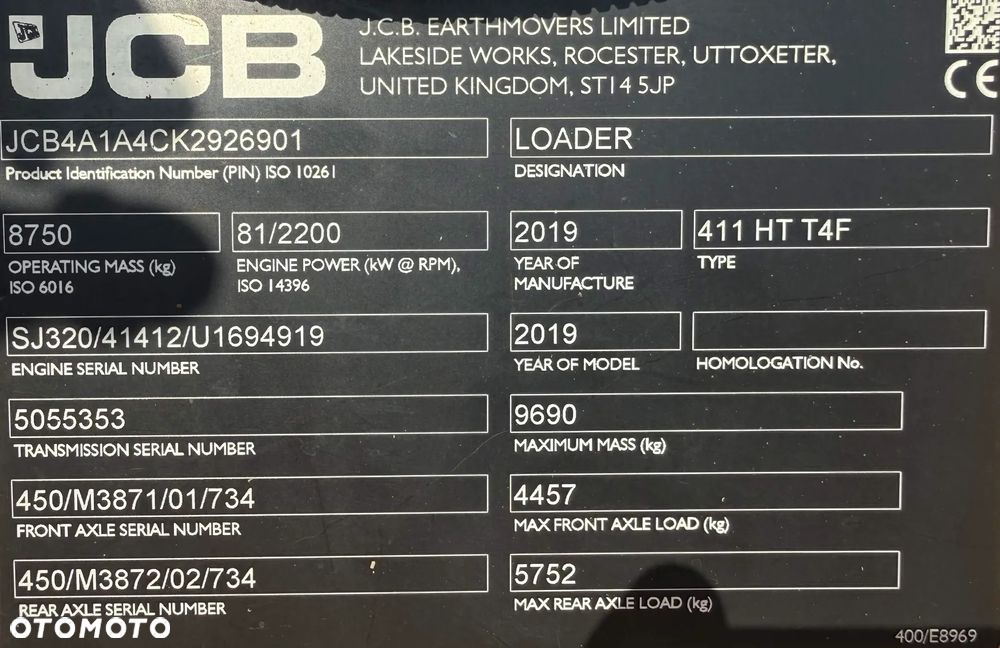 JCB
J.C.B. EARTHMOVERS LIMITED
LAKESIDE WORKS, ROCESTER, UTTOXETER,
UNITED KINGDOM, ST14 5JP
CE
JCB4A1A4CK2926901
Product Identification Number (PIN) ISO 10261
LOADER
DESIGNATION
8750
OPERATING MASS (kg)
ISO 6016
81/2200
ENGINE POWER (kW @ RPM),
ISO 14396
2019
YEAR OF
MANUFACTURE
411 HT T4F
TYPE
SJ320/41412/U1694919
ENGINE SERIAL NUMBER
2019
YEAR OF MODEL
HOMOLOGATION No.
5055353
TRANSMISSION SERIAL NUMBER
9690
MAXIMUM MASS (kg)
450/M3871/01/734
FRONT AXLE SERIAL NUMBER
4457
MAX FRONT AXLE LOAD (kg)
450/M3872/02/734
REAR AXLE SERIAL NUMBER
5752
MAX REAR AXLE LOAD (kg)
OTOMOTO
400/E8969